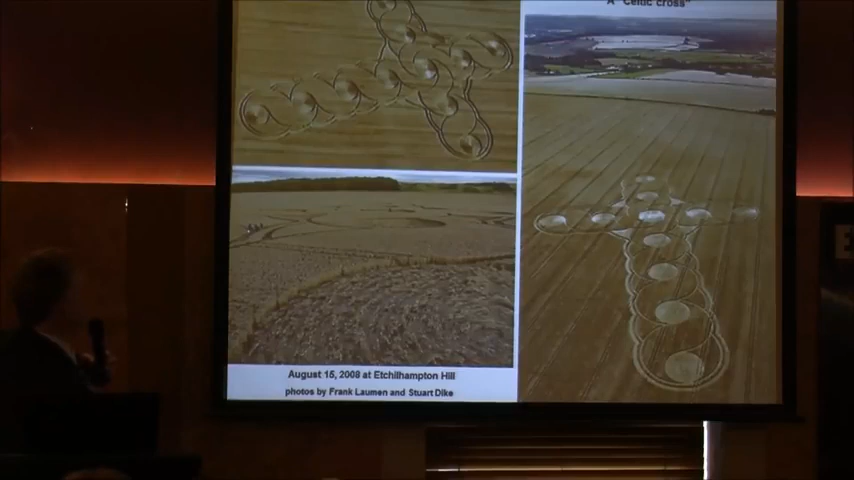 A "Celtic cross"
August 15, 2008 at Etchilhampton Hill
photos by Frank Laumen and Stuart Dike
E